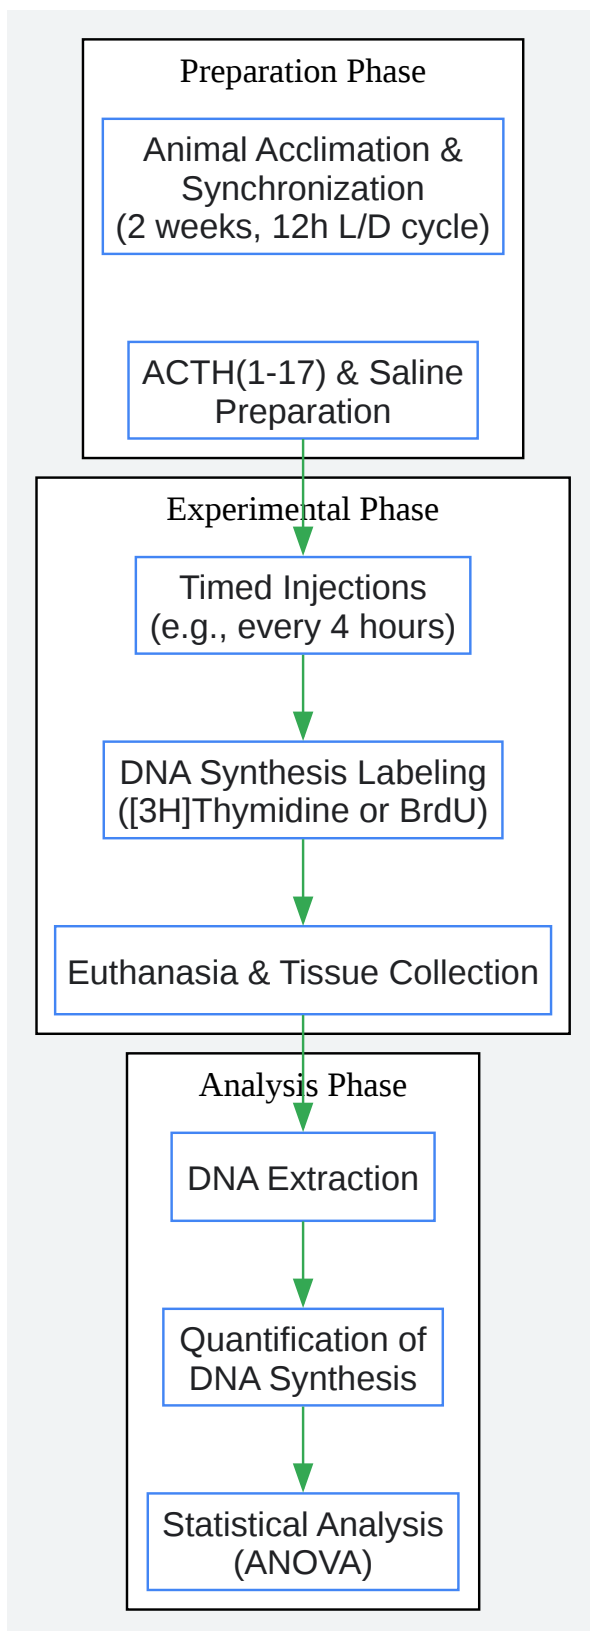 Preparation Phase
Animal Acclimation &
Synchronization
(2 weeks, 12h L/D cycle)
ACTH(1-17) & Saline
Preparation
Experimental Phase
Timed Injections
(e.g., every 4 hours)
DNA Synthesis Labeling
([3H]Thymidine or BrdU)
Euthanasia & Tissue Collection
Analysis Phase
DNA Extraction
Quantification of
DNA Synthesis
Statistical Analysis
(ANOVA)